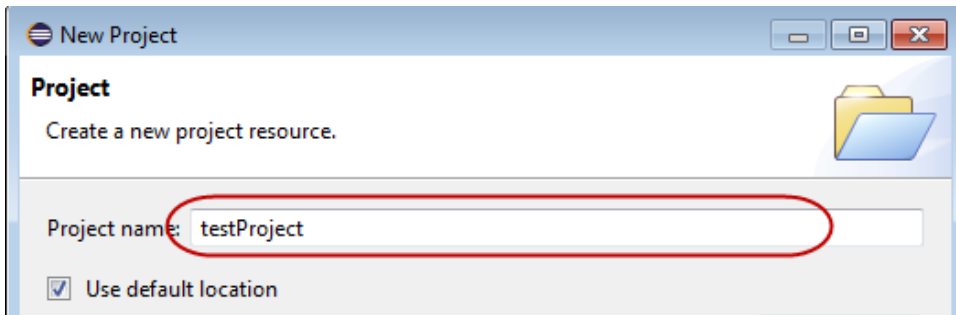 New Project
Project
Create a new project resource.
Project name: testProject
Use default location